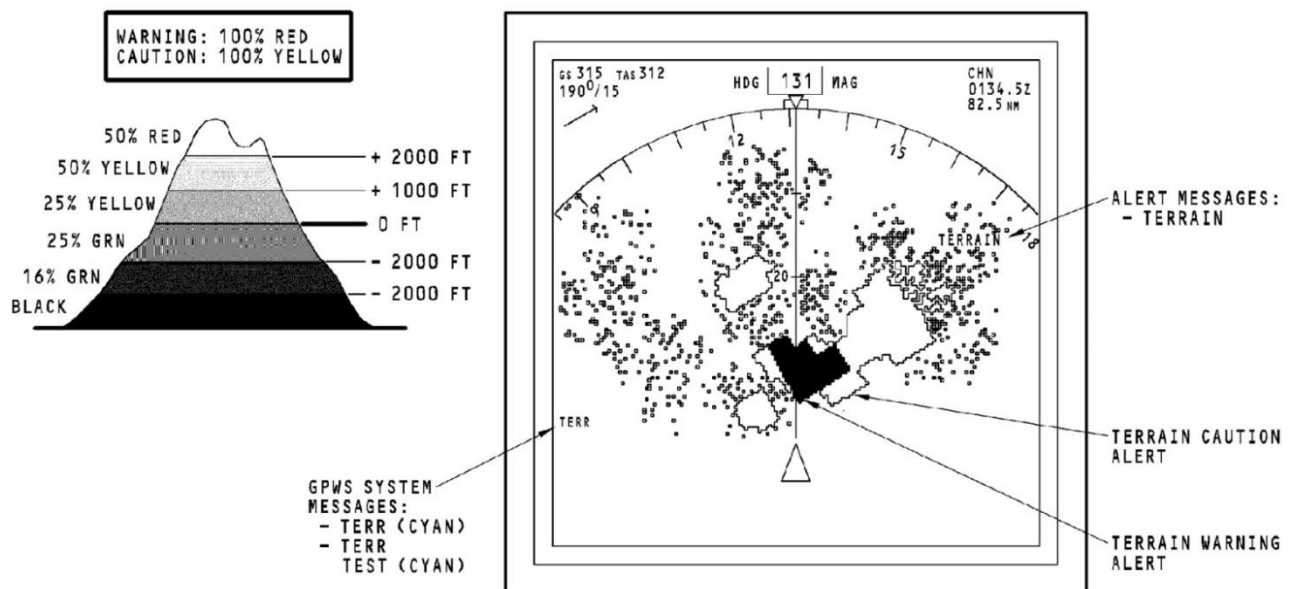 WARNING: 100% RED
CAUTION: 100% YELLOW
50% RED
50% YELLOW
25% YELLOW
25% GRN
16% GRN
BLACK
+ 2000 FT
+ 1000 FT
0 FT
- 2000 FT
- 2000 FT
GS 315 TAS 312
190⁰/15
HDG 131 MAG
CHN
0134.5Z
82.5 NM
12
15
18
20
TERRAIN
TERR
ALERT MESSAGES:
- TERRAIN
TERRAIN CAUTION
ALERT
TERRAIN WARNING
ALERT
GPWS SYSTEM
MESSAGES:
- TERR (CYAN)
- TERR
TEST (CYAN)